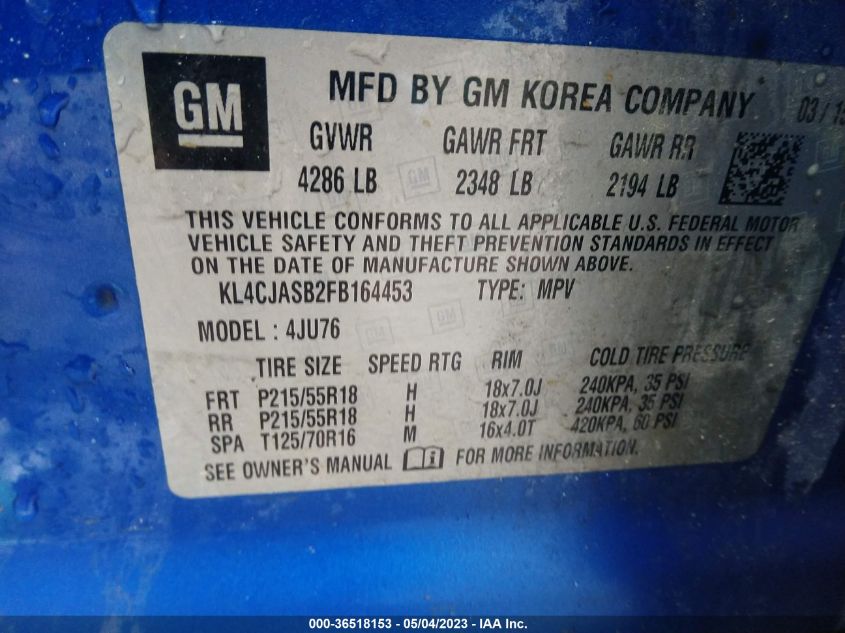 GM
MFD BY GM KOREA COMPANY 03/15
GVWR GAWR FRT GAWR RR
4286 LB 2348 LB 2194 LB
THIS VEHICLE CONFORMS TO ALL APPLICABLE U.S. FEDERAL MOTOR
VEHICLE SAFETY AND THEFT PREVENTION STANDARDS IN EFFECT
ON THE DATE OF MANUFACTURE SHOWN ABOVE.
KL4CJASB2FB164453 TYPE: MPV
MODEL : 4JU76
TIRE SIZE SPEED RTG RIM COLD TIRE PRESSURE
FRT P215/55R18 H 18x7.0J 240KPA, 35 PSI
RR P215/55R18 H 18x7.0J 240KPA, 35 PSI
SPA T125/70R16 M 16x4.0T 420KPA, 60 PSI
SEE OWNER'S MANUAL FOR MORE INFORMATION.
000-36518153 - 05/04/2023 - IAA Inc.